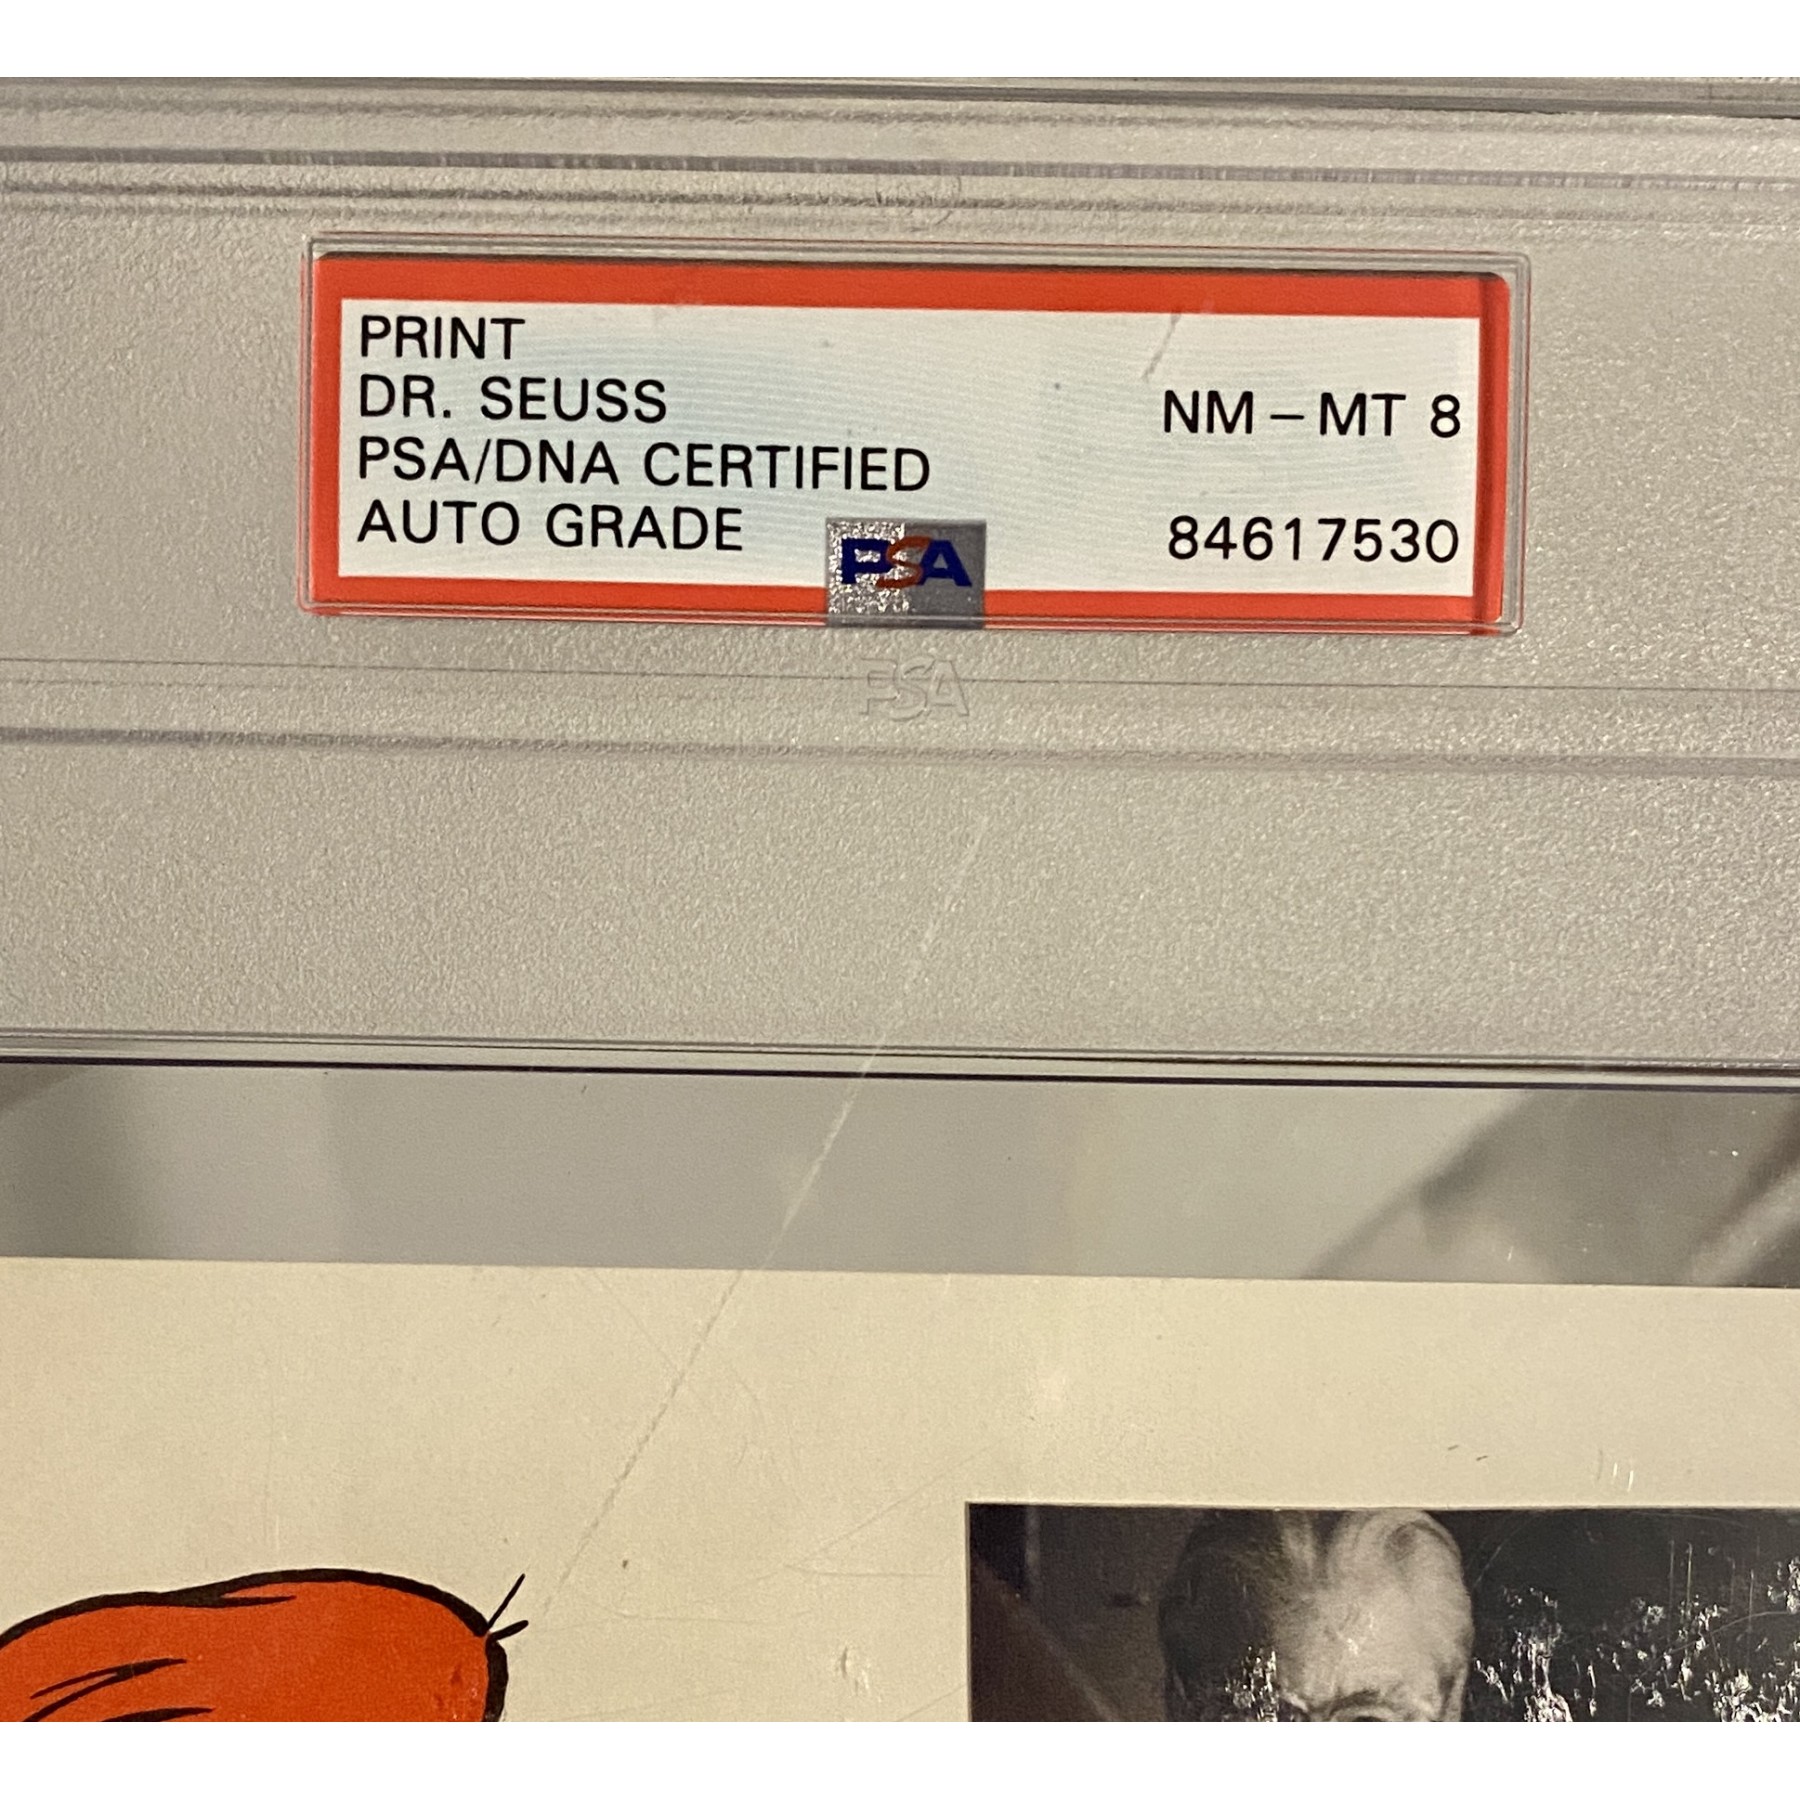 PRINT
DR. SEUSS
PSA/DNA CERTIFIED
AUTO GRADE
NM - MT 8
84617530
PSA
PSA